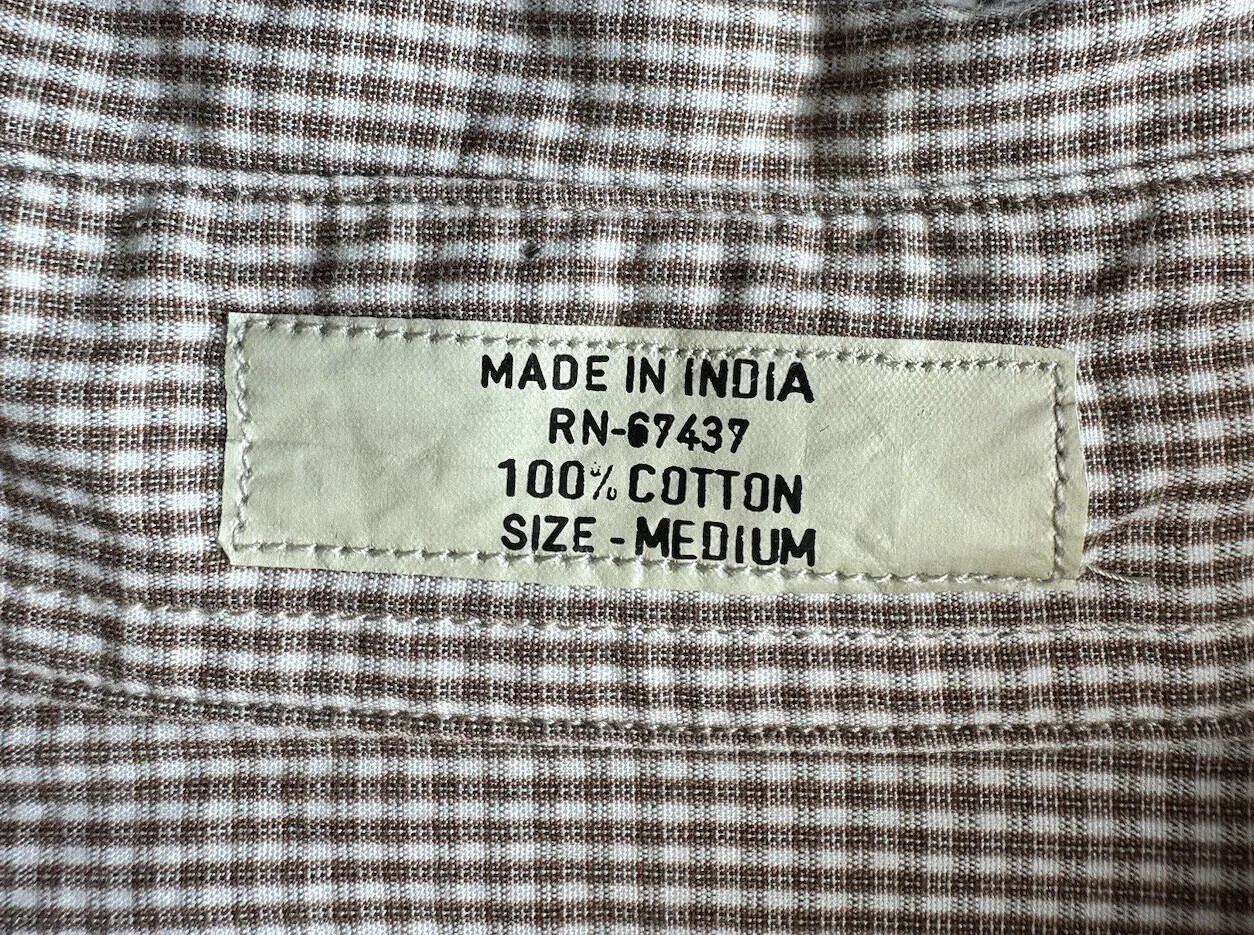 MADE IN INDIA
RN-67437
100% COTTON
SIZE - MEDIUM